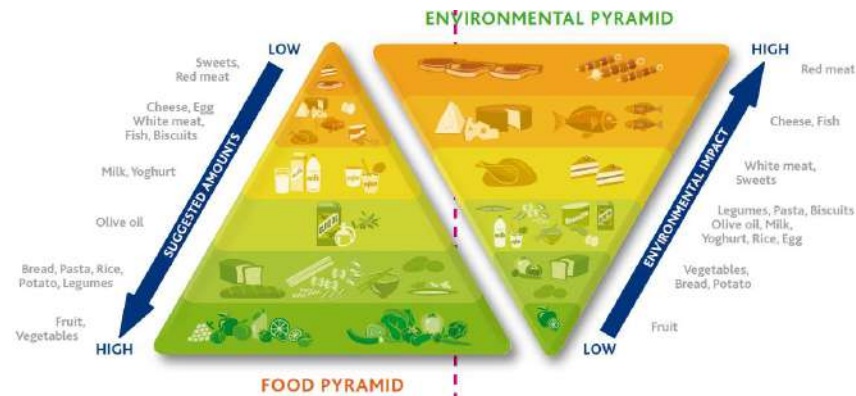 ENVIRONMENTAL PYRAMID
LOW
Sweets,
Red meat
Cheese, Egg
White meat,
Fish, Biscuits
Milk, Yoghurt
Olive oil
Bread, Pasta, Rice,
Potato, Legumes
Fruit,
Vegetables
HIGH
SUGGESTED AMOUNTS
FOOD PYRAMID
HIGH
Red meat
Cheese, Fish
White meat,
Sweets
Legumes, Pasta, Biscuits
Olive oil, Milk,
Yoghurt, Rice, Egg
Vegetables,
Bread, Potato
Fruit
LOW
ENVIRONMENTAL IMPACT